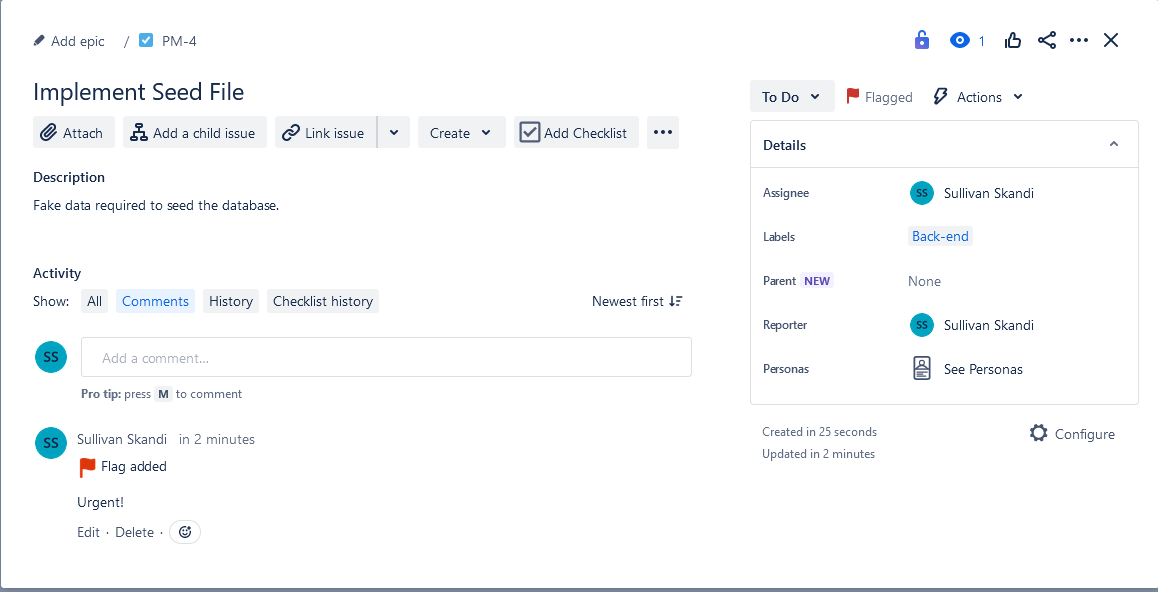 Add epic / PM-4
1
Implement Seed File
To Do
Flagged
Actions
Attach
Add a child issue
Link issue
Create
Add Checklist
Description
Fake data required to seed the database.
Activity
Show: All Comments History Checklist history
Newest first
SS
Add a comment...
Pro tip: press M to comment
SS
Sullivan Skandi in 2 minutes
Flag added
Urgent!
Edit · Delete ·
Details
Assignee SS Sullivan Skandi
Labels Back-end
Parent NEW None
Reporter SS Sullivan Skandi
Personas See Personas
Created in 25 seconds
Updated in 2 minutes
Configure